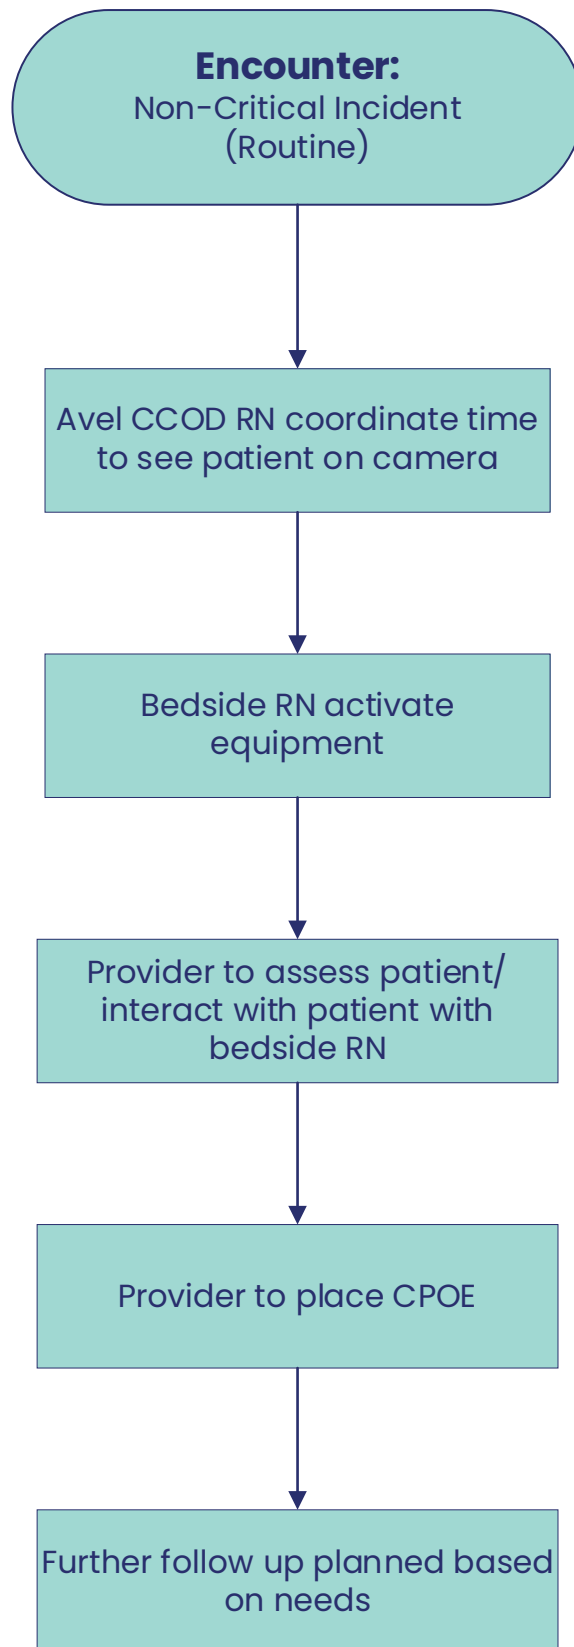 Encounter:
Non-Critical Incident
(Routine)
Avel CCOD RN coordinate time
to see patient on camera
Bedside RN activate
equipment
Provider to assess patient/
interact with patient with
bedside RN
Provider to place CPOE
Further follow up planned based
on needs